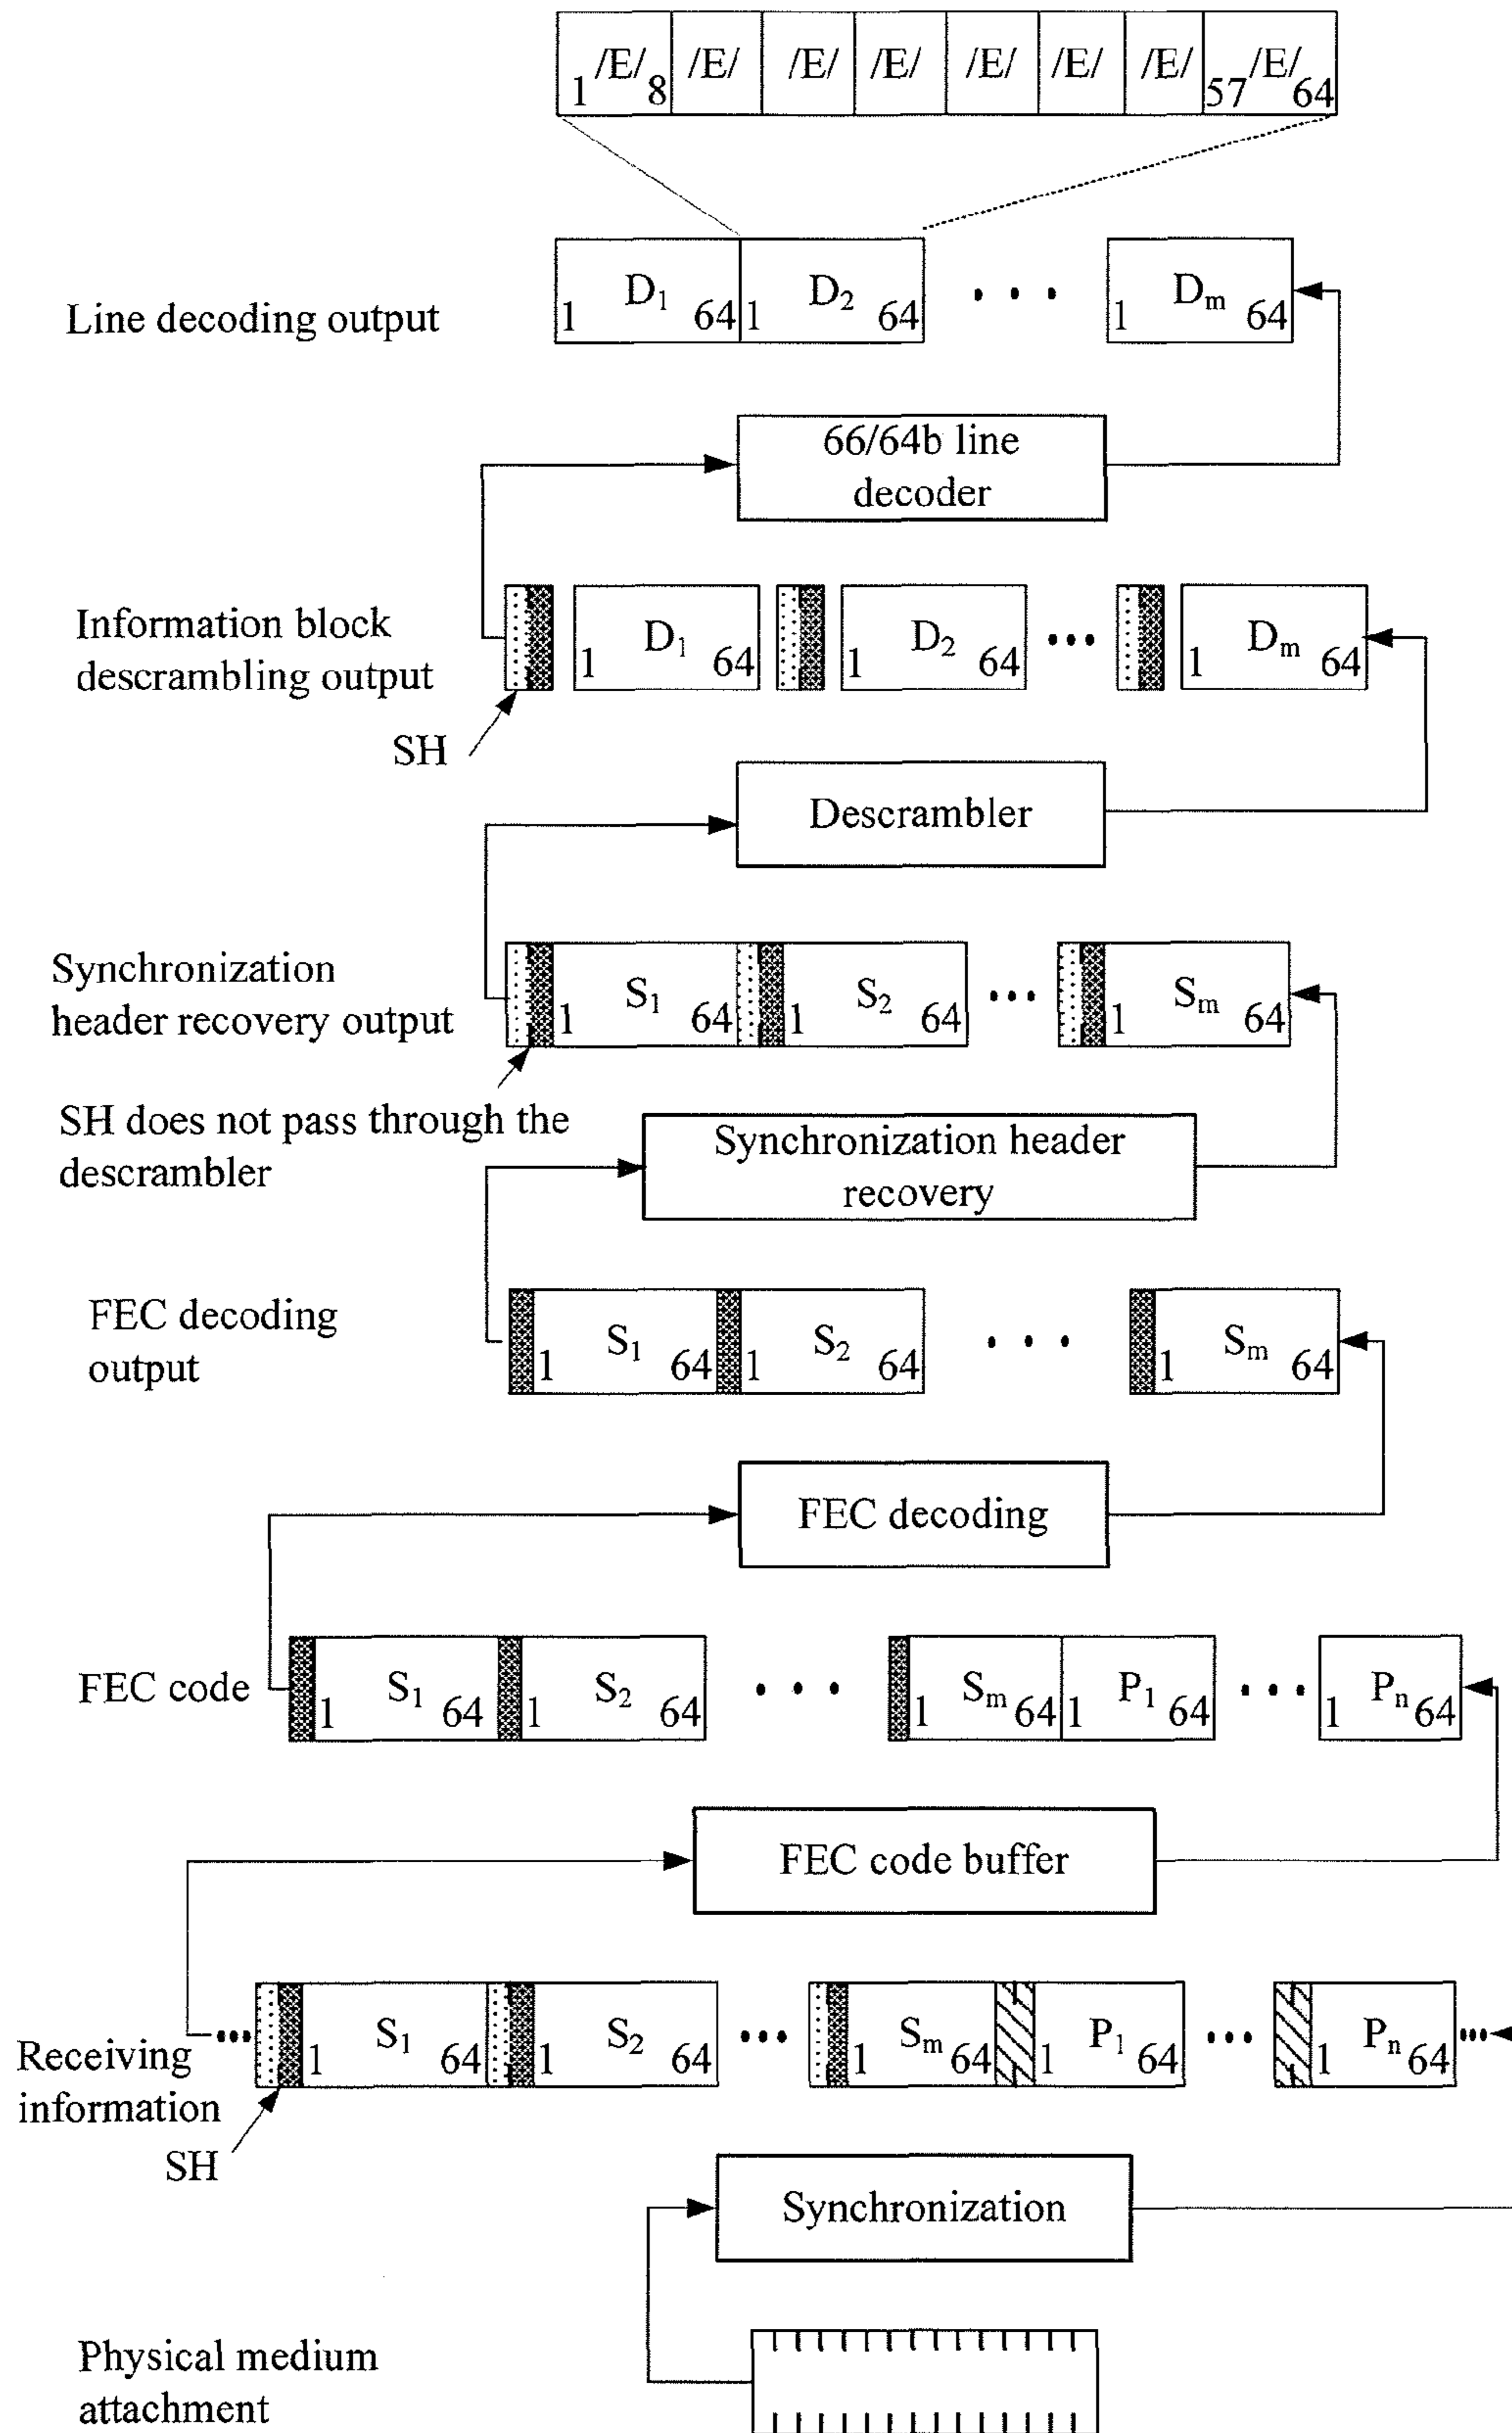 /E/ /E/ /E/ /E/ /E/ /E/ /E/ /E/
1 8 57 64
D1 D2 ... Dm
1 64 1 64 1 64
Line decoding output
66/64b line
decoder
Information block
descrambling output
D1 D2 ... Dm
1 64 1 64 1 64
SH
Descrambler
Synchronization
header recovery output
S1 S2 ... Sm
1 64 1 64 1 64
SH does not pass through the
descrambler
Synchronization header
recovery
FEC decoding
output
S1 S2 ... Sm
1 64 1 64 1 64
FEC decoding
FEC code
S1 S2 ... Sm P1 ... Pn
1 64 1 64 1 64 1 64 1 64
FEC code buffer
... S1 S2 ... Sm P1 ... Pn ...
1 64 1 64 1 64 1 64 1 64
Receiving
information
SH
Synchronization
Physical medium
attachment